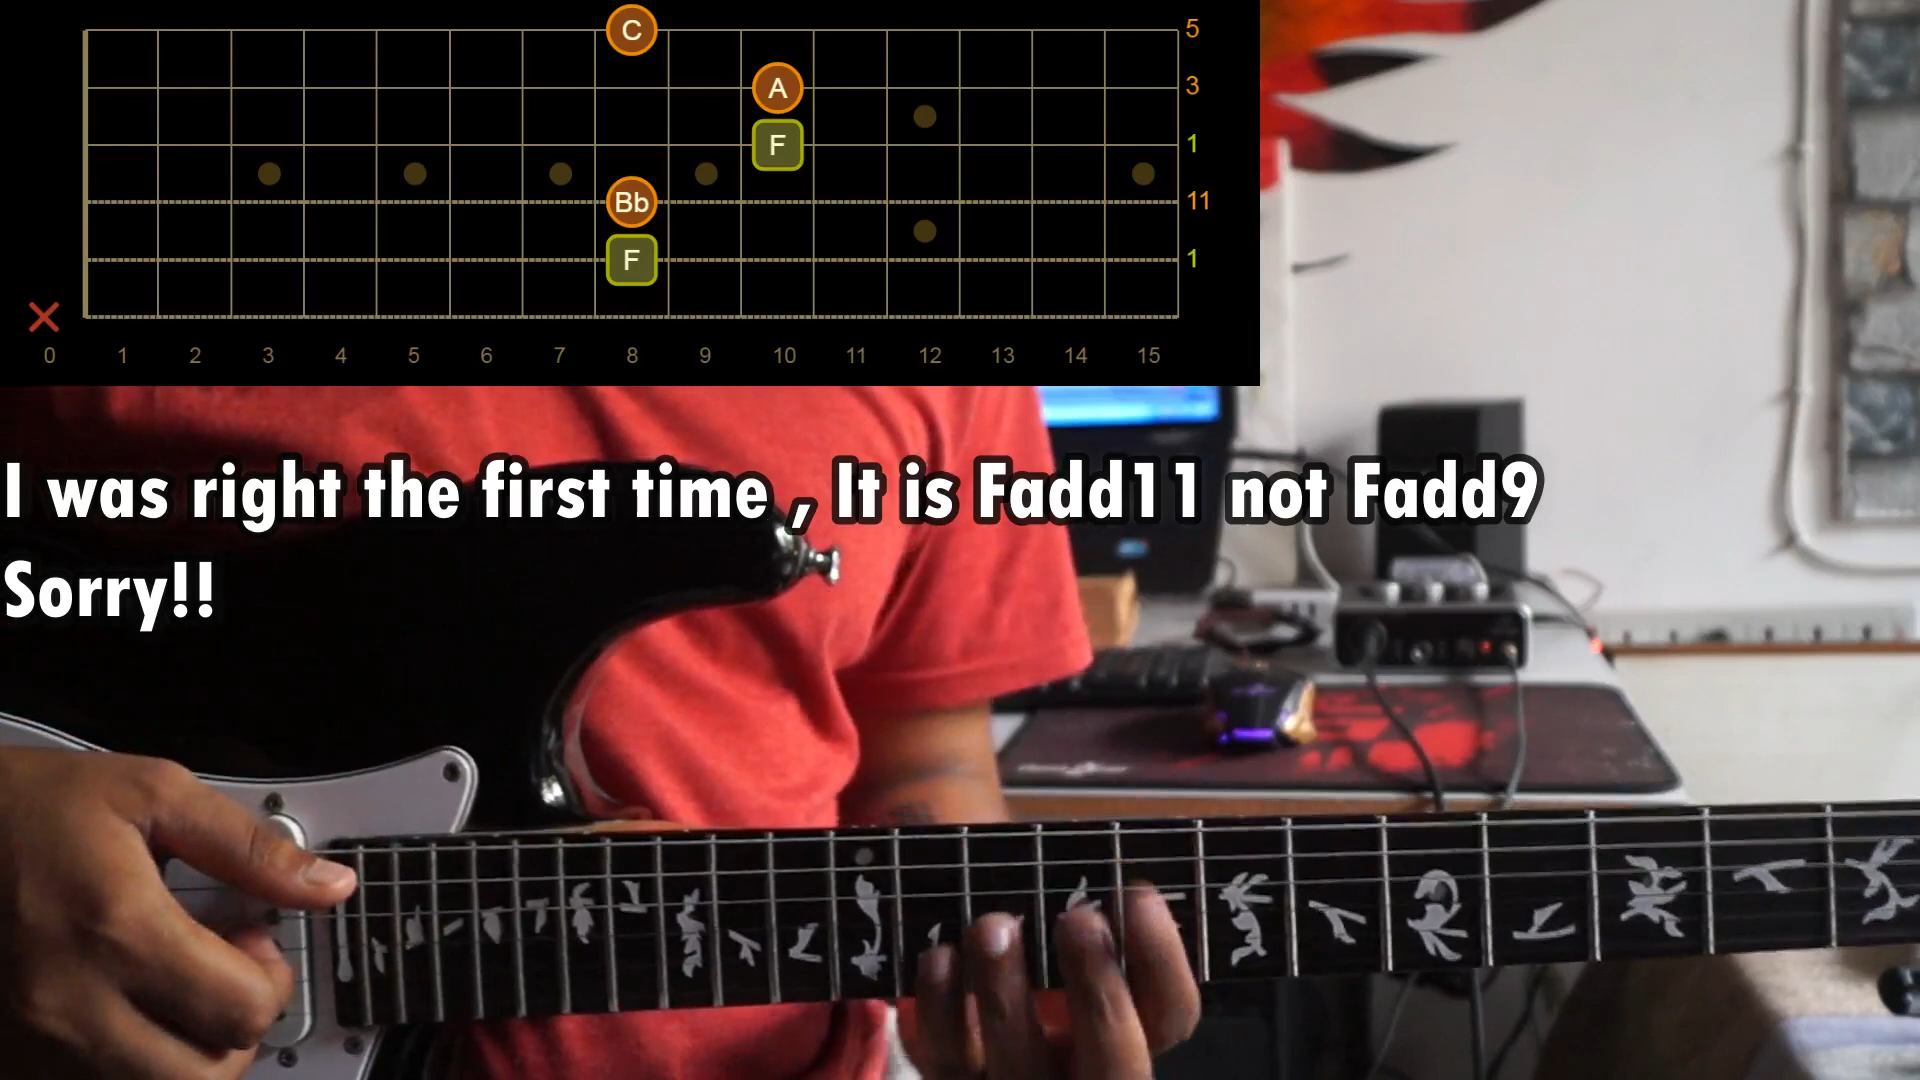 C 5
A 3
F 1
Bb 11
F 1
0 1 2 3 4 5 6 7 8 9 10 11 12 13 14 15
I was right the first time , It is Fadd11 not Fadd9
Sorry!!